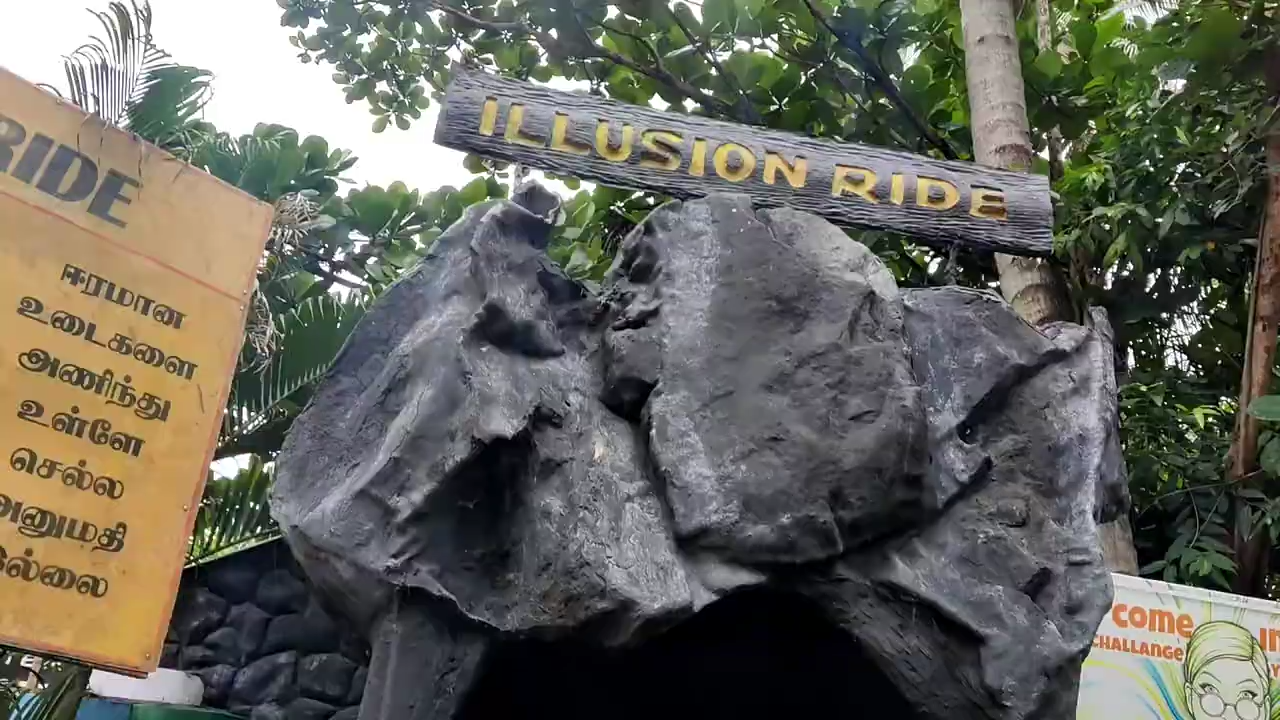 RIDE
ஈரமான
உடைகளை
அணிந்து
உள்ளே
செல்ல
அனுமதி
இல்லை
ILLUSION RIDE
come
CHALLANGE